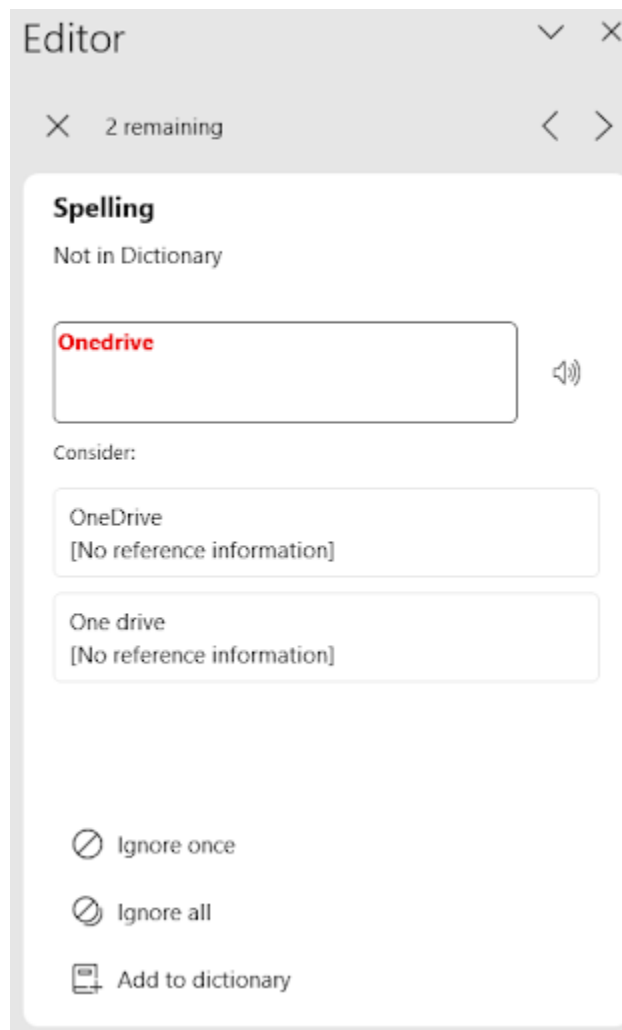 Editor
2 remaining
Spelling
Not in Dictionary
Onedrive
Consider:
OneDrive
[No reference information]
One drive
[No reference information]
Ignore once
Ignore all
Add to dictionary